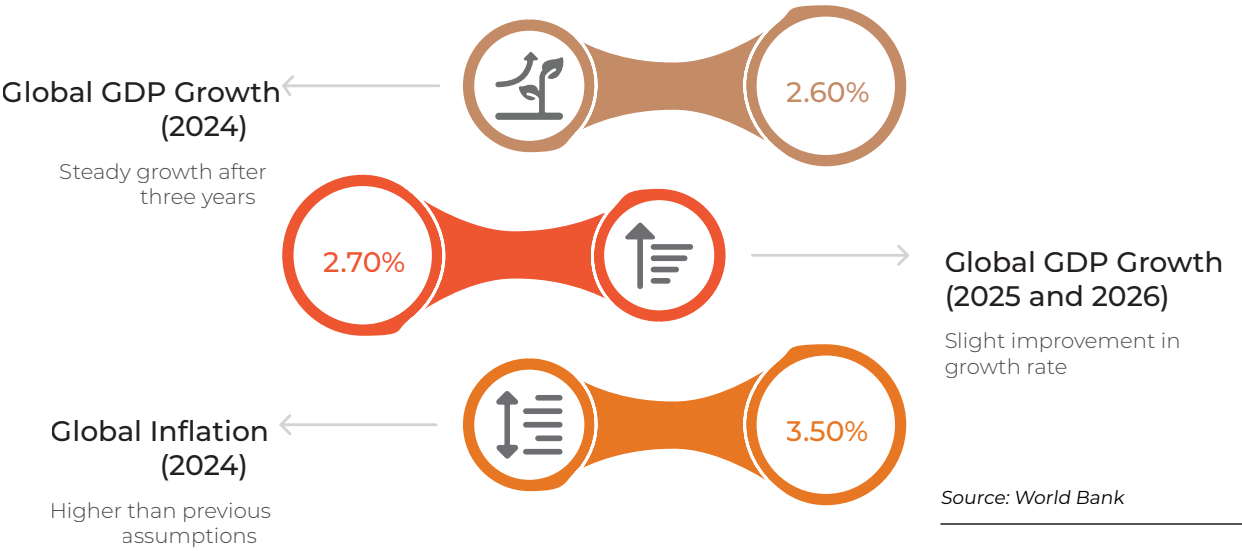 Global GDP Growth
(2024)
Steady growth after
three years
2.60%
2.70%
Global GDP Growth
(2025 and 2026)
Slight improvement in
growth rate
Global Inflation
(2024)
Higher than previous
assumptions
3.50%
Source: World Bank